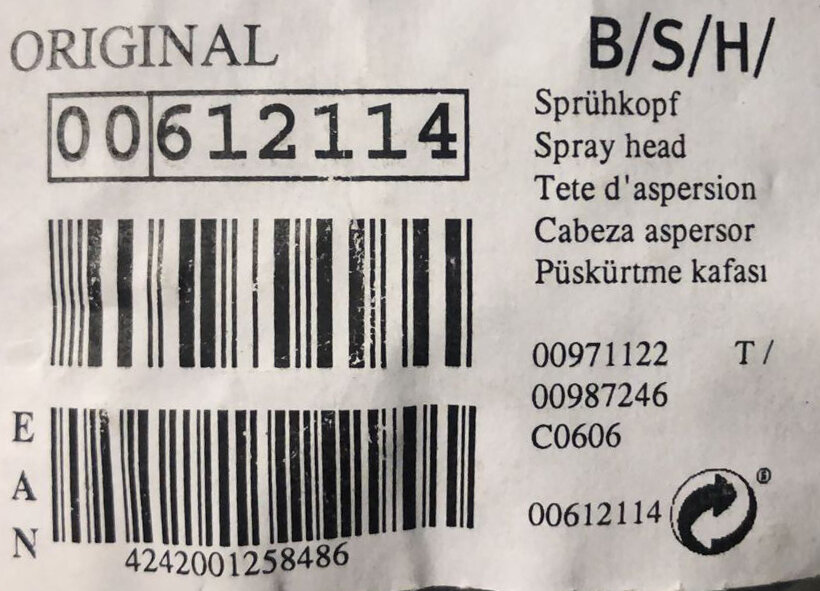 ORIGINAL
00612114
E
A
N
4242001258486
B/S/H/
Sprühkopf
Spray head
Tete d'aspersion
Cabeza aspersor
Püskürtme kafası
00971122 T/
00987246
C0606
00612114
®